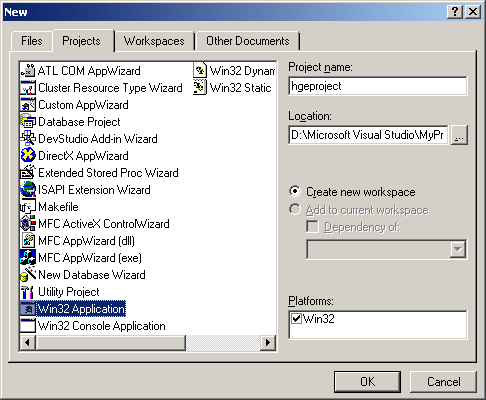 New
Files
Projects
Workspaces
Other Documents
ATL COM AppWizard
Cluster Resource Type Wizard
Custom AppWizard
Database Project
DevStudio Add-in Wizard
DirectX AppWizard
Extended Stored Proc Wizard
ISAPI Extension Wizard
Makefile
MFC ActiveX ControlWizard
MFC AppWizard (dll)
MFC AppWizard (exe)
New Database Wizard
Utility Project
Win32 Application
Win32 Console Application
Win32 Dynam
Win32 Static
Project name:
hgeproject
Location:
D:\Microsoft Visual Studio\MyPr
...
Create new workspace
Add to current workspace
Dependency of:
Platforms:
Win32
OK
Cancel